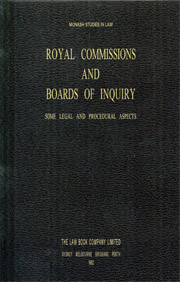 MONASH STUDIES IN LAW
ROYAL COMMISSIONS
AND
BOARDS OF INQUIRY
SOME LEGAL AND PROCEDURAL ASPECTS
THE LAW BOOK COMPANY LIMITED
SYDNEY MELBOURNE BRISBANE PERTH
1982